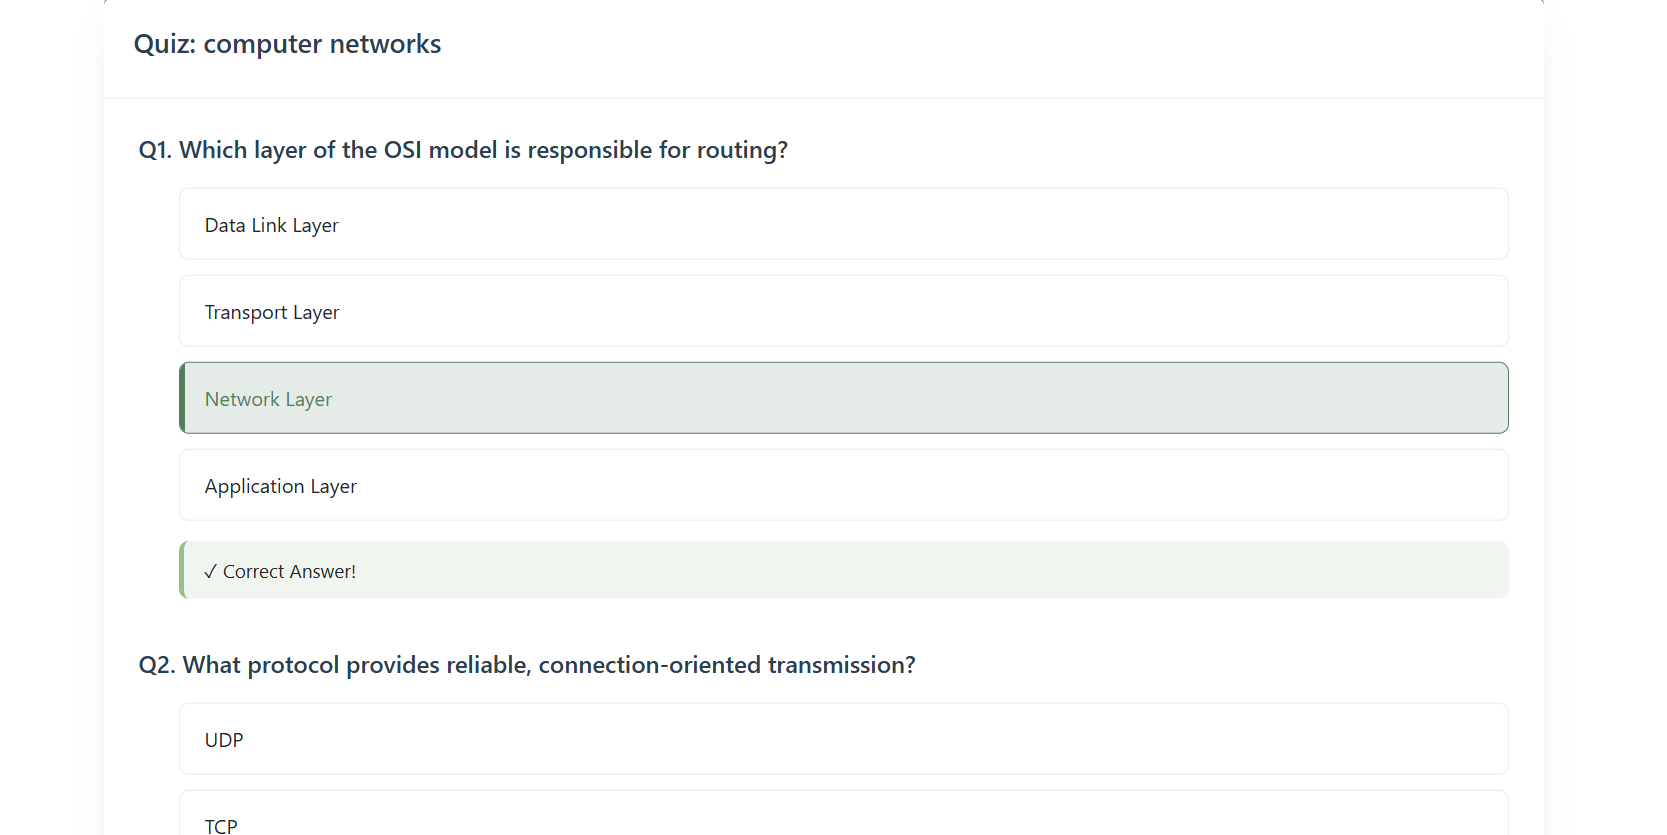 Quiz: computer networks
Q1. Which layer of the OSI model is responsible for routing?
Data Link Layer
Transport Layer
Network Layer
Application Layer
✓ Correct Answer!
Q2. What protocol provides reliable, connection-oriented transmission?
UDP
TCP